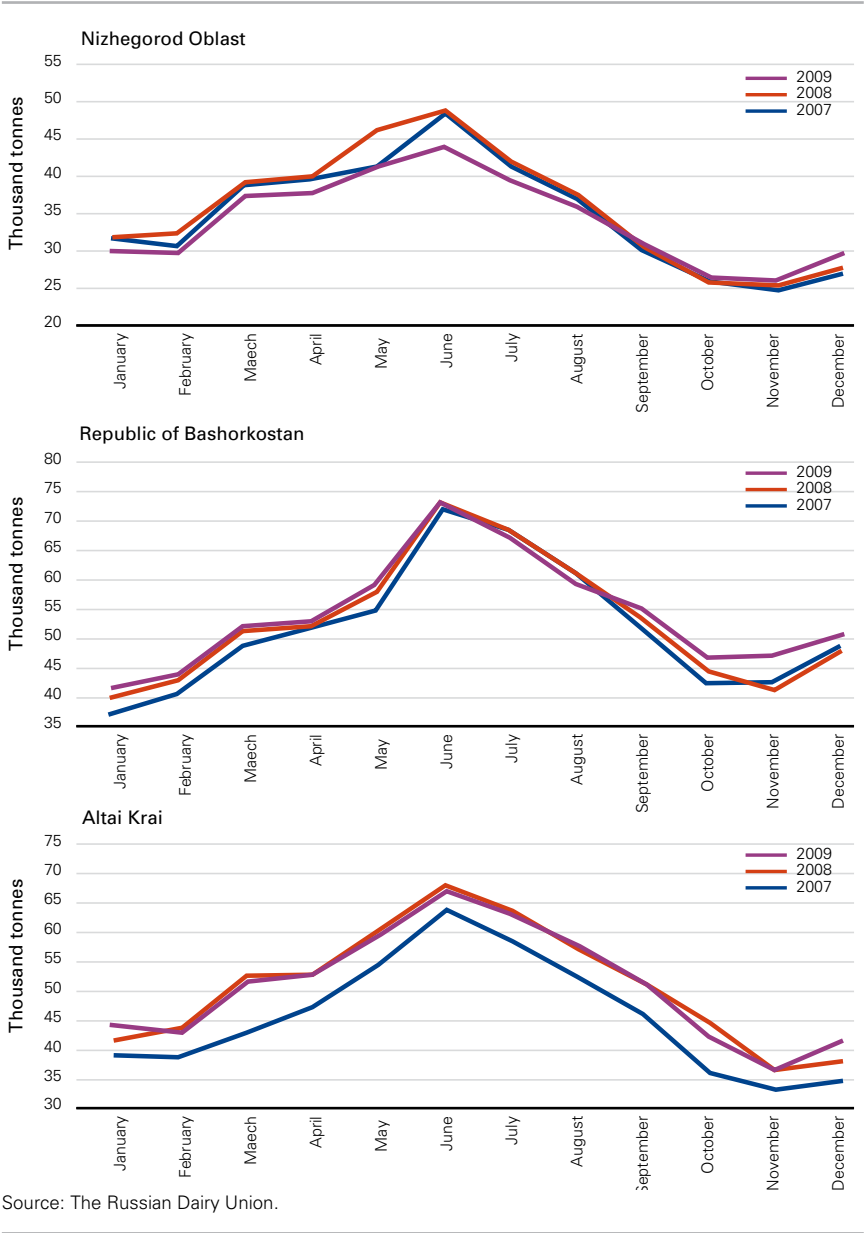 Nizhegorod Oblast
Thousand tonnes
55
50
45
40
35
30
25
20
2009
2008
2007
January
February
Maech
April
May
June
July
August
September
October
November
December
Republic of Bashorkostan
Thousand tonnes
80
75
70
65
60
55
50
45
40
35
2009
2008
2007
January
February
Maech
April
May
June
July
August
September
October
November
December
Altai Krai
Thousand tonnes
75
70
65
60
55
50
45
40
35
30
2009
2008
2007
January
February
Maech
April
May
June
July
August
September
October
November
December
Source: The Russian Dairy Union.